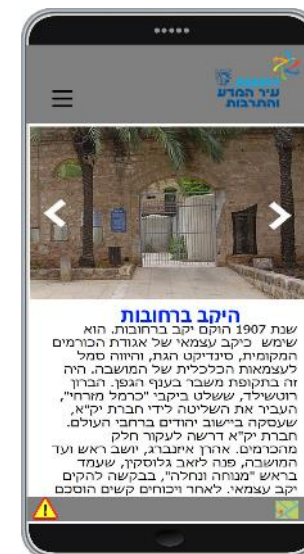 רחובות
עיר המדע
והתרבות
היקב ברחובות
שנת 1907 הוקם יקב ברחובות. הוא
שימש כיקב עצמאי של אגודת הכורמים
המקומית, סינדיקט הגת, והיווה סמל
לעצמאות הכלכלית של המושבה. היה
זה בתקופת משבר בענף הגפן. הברון
רוטשילד, ששלט ביקבי "כרמל מזרחי",
העביר את השליטה לידי חברת יק"א,
שעסקה ביישוב יהודים ברחבי העולם.
חברת יק"א דרשה לעקור חלק
מהכרמים. אהרן איזנברג, יושב ראש ועד
המושבה, פנה לזאב גלוסקין, שעמד
בראש "מנוחה ונחלה", בבקשה להקים
יקב עצמאי. לאחר ויכוחים קשים הוסכם